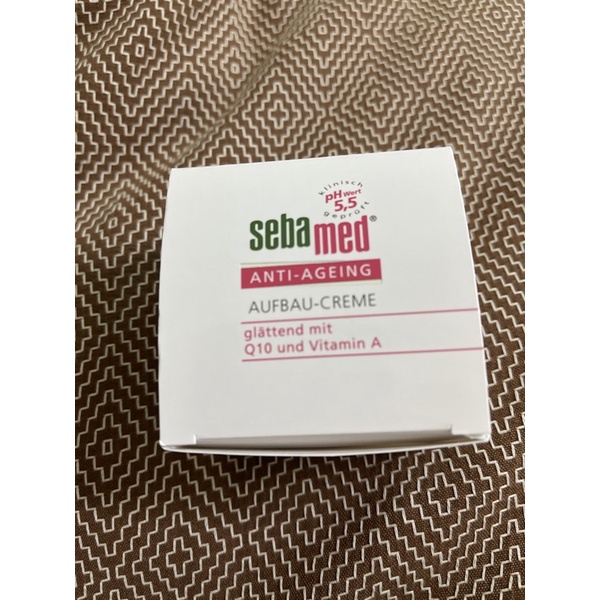 klinisch
pH Wert
5,5
geprüft
sebamed®
ANTI-AGEING
AUFBAU-CREME
glättend mit
Q10 und Vitamin A